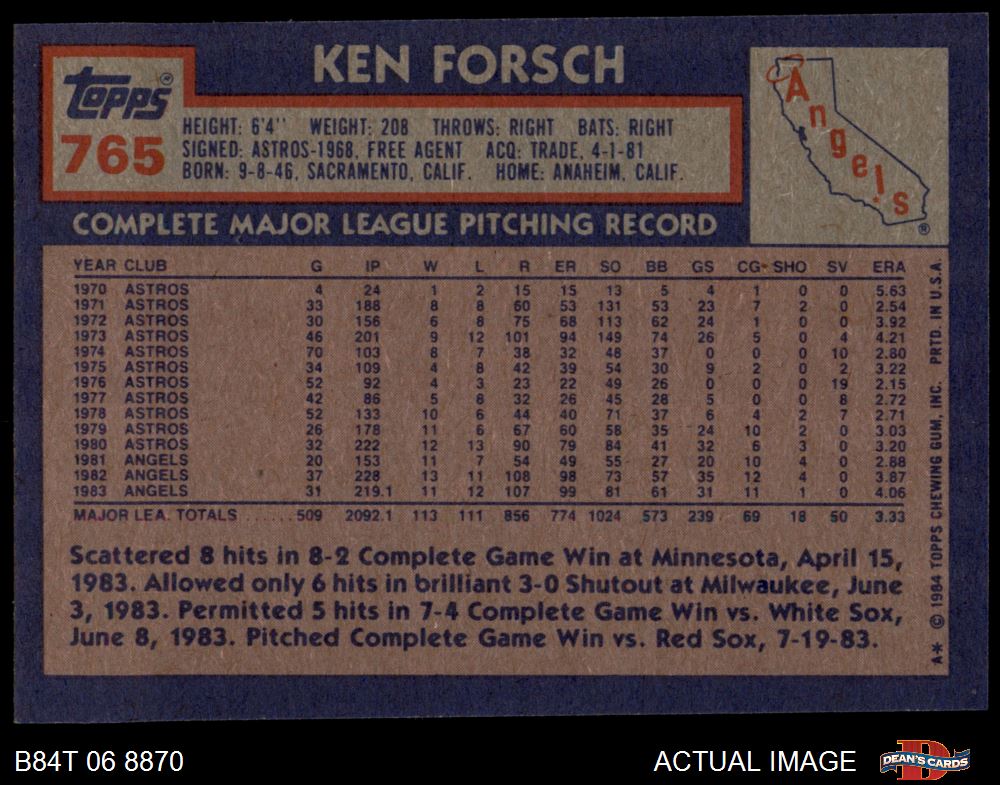 KEN FORSCH
Topps®
765
HEIGHT: 6'4" WEIGHT: 208 THROWS: RIGHT BATS: RIGHT
SIGNED: ASTROS-1968, FREE AGENT ACQ: TRADE, 4-1-81
BORN: 9-8-46, SACRAMENTO, CALIF. HOME: ANAHEIM, CALIF.
Angels
®
COMPLETE MAJOR LEAGUE PITCHING RECORD
YEAR CLUB G IP W L R ER SO BB GS CG SHO SV ERA
1970 ASTROS 4 24 1 2 15 15 13 5 4 1 0 0 5.63
1971 ASTROS 33 188 8 8 60 53 131 53 23 7 2 0 2.54
1972 ASTROS 30 156 6 8 75 68 113 62 24 1 0 0 3.92
1973 ASTROS 46 201 9 12 101 94 149 74 26 5 0 4 4.21
1974 ASTROS 70 103 8 7 38 32 48 37 0 0 0 10 2.80
1975 ASTROS 34 109 4 8 42 39 54 30 9 2 0 2 3.22
1976 ASTROS 52 92 4 3 23 22 49 26 0 0 0 19 2.15
1977 ASTROS 42 86 5 8 32 26 45 28 5 0 0 8 2.72
1978 ASTROS 52 133 10 6 44 40 71 37 6 4 2 7 2.71
1979 ASTROS 26 178 11 6 67 60 58 35 24 10 2 0 3.03
1980 ASTROS 32 222 12 13 90 79 84 41 32 6 3 0 3.20
1981 ANGELS 20 153 11 7 54 49 55 27 20 10 4 0 2.88
1982 ANGELS 37 228 13 11 108 98 73 57 35 12 4 0 3.87
1983 ANGELS 31 219.1 11 12 107 99 81 61 31 11 1 0 4.06
MAJOR LEA. TOTALS ...... 509 2092.1 113 111 856 774 1024 573 239 69 18 50 3.33
Scattered 8 hits in 8-2 Complete Game Win at Minnesota, April 15,
1983. Allowed only 6 hits in brilliant 3-0 Shutout at Milwaukee, June
3, 1983. Permitted 5 hits in 7-4 Complete Game Win vs. White Sox,
June 8, 1983. Pitched Complete Game Win vs. Red Sox, 7-19-83.
A* © 1984 TOPPS CHEWING GUM, INC. PRTD. IN U.S.A.
B84T 06 8870
ACTUAL IMAGE
D
DEAN'S CARDS